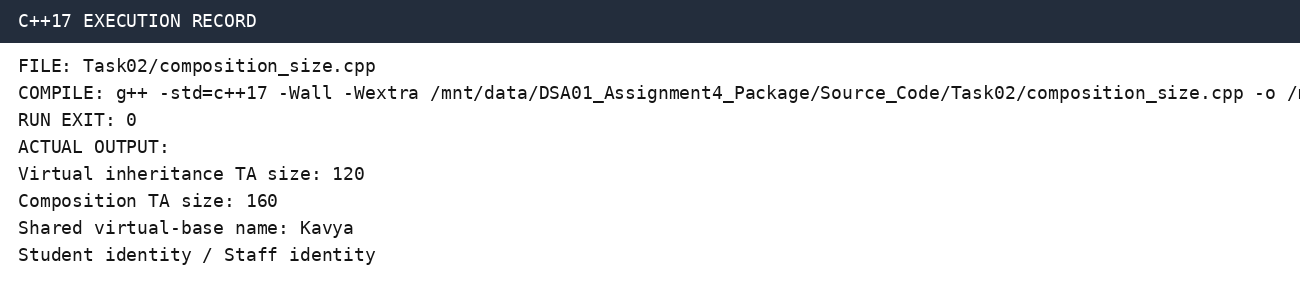 C++17 EXECUTION RECORD
FILE: Task02/composition_size.cpp
COMPILE: g++ -std=c++17 -Wall -Wextra /mnt/data/DSA01_Assignment4_Package/Source_Code/Task02/composition_size.cpp -o /
RUN EXIT: 0
ACTUAL OUTPUT:
Virtual inheritance TA size: 120
Composition TA size: 160
Shared virtual-base name: Kavya
Student identity / Staff identity